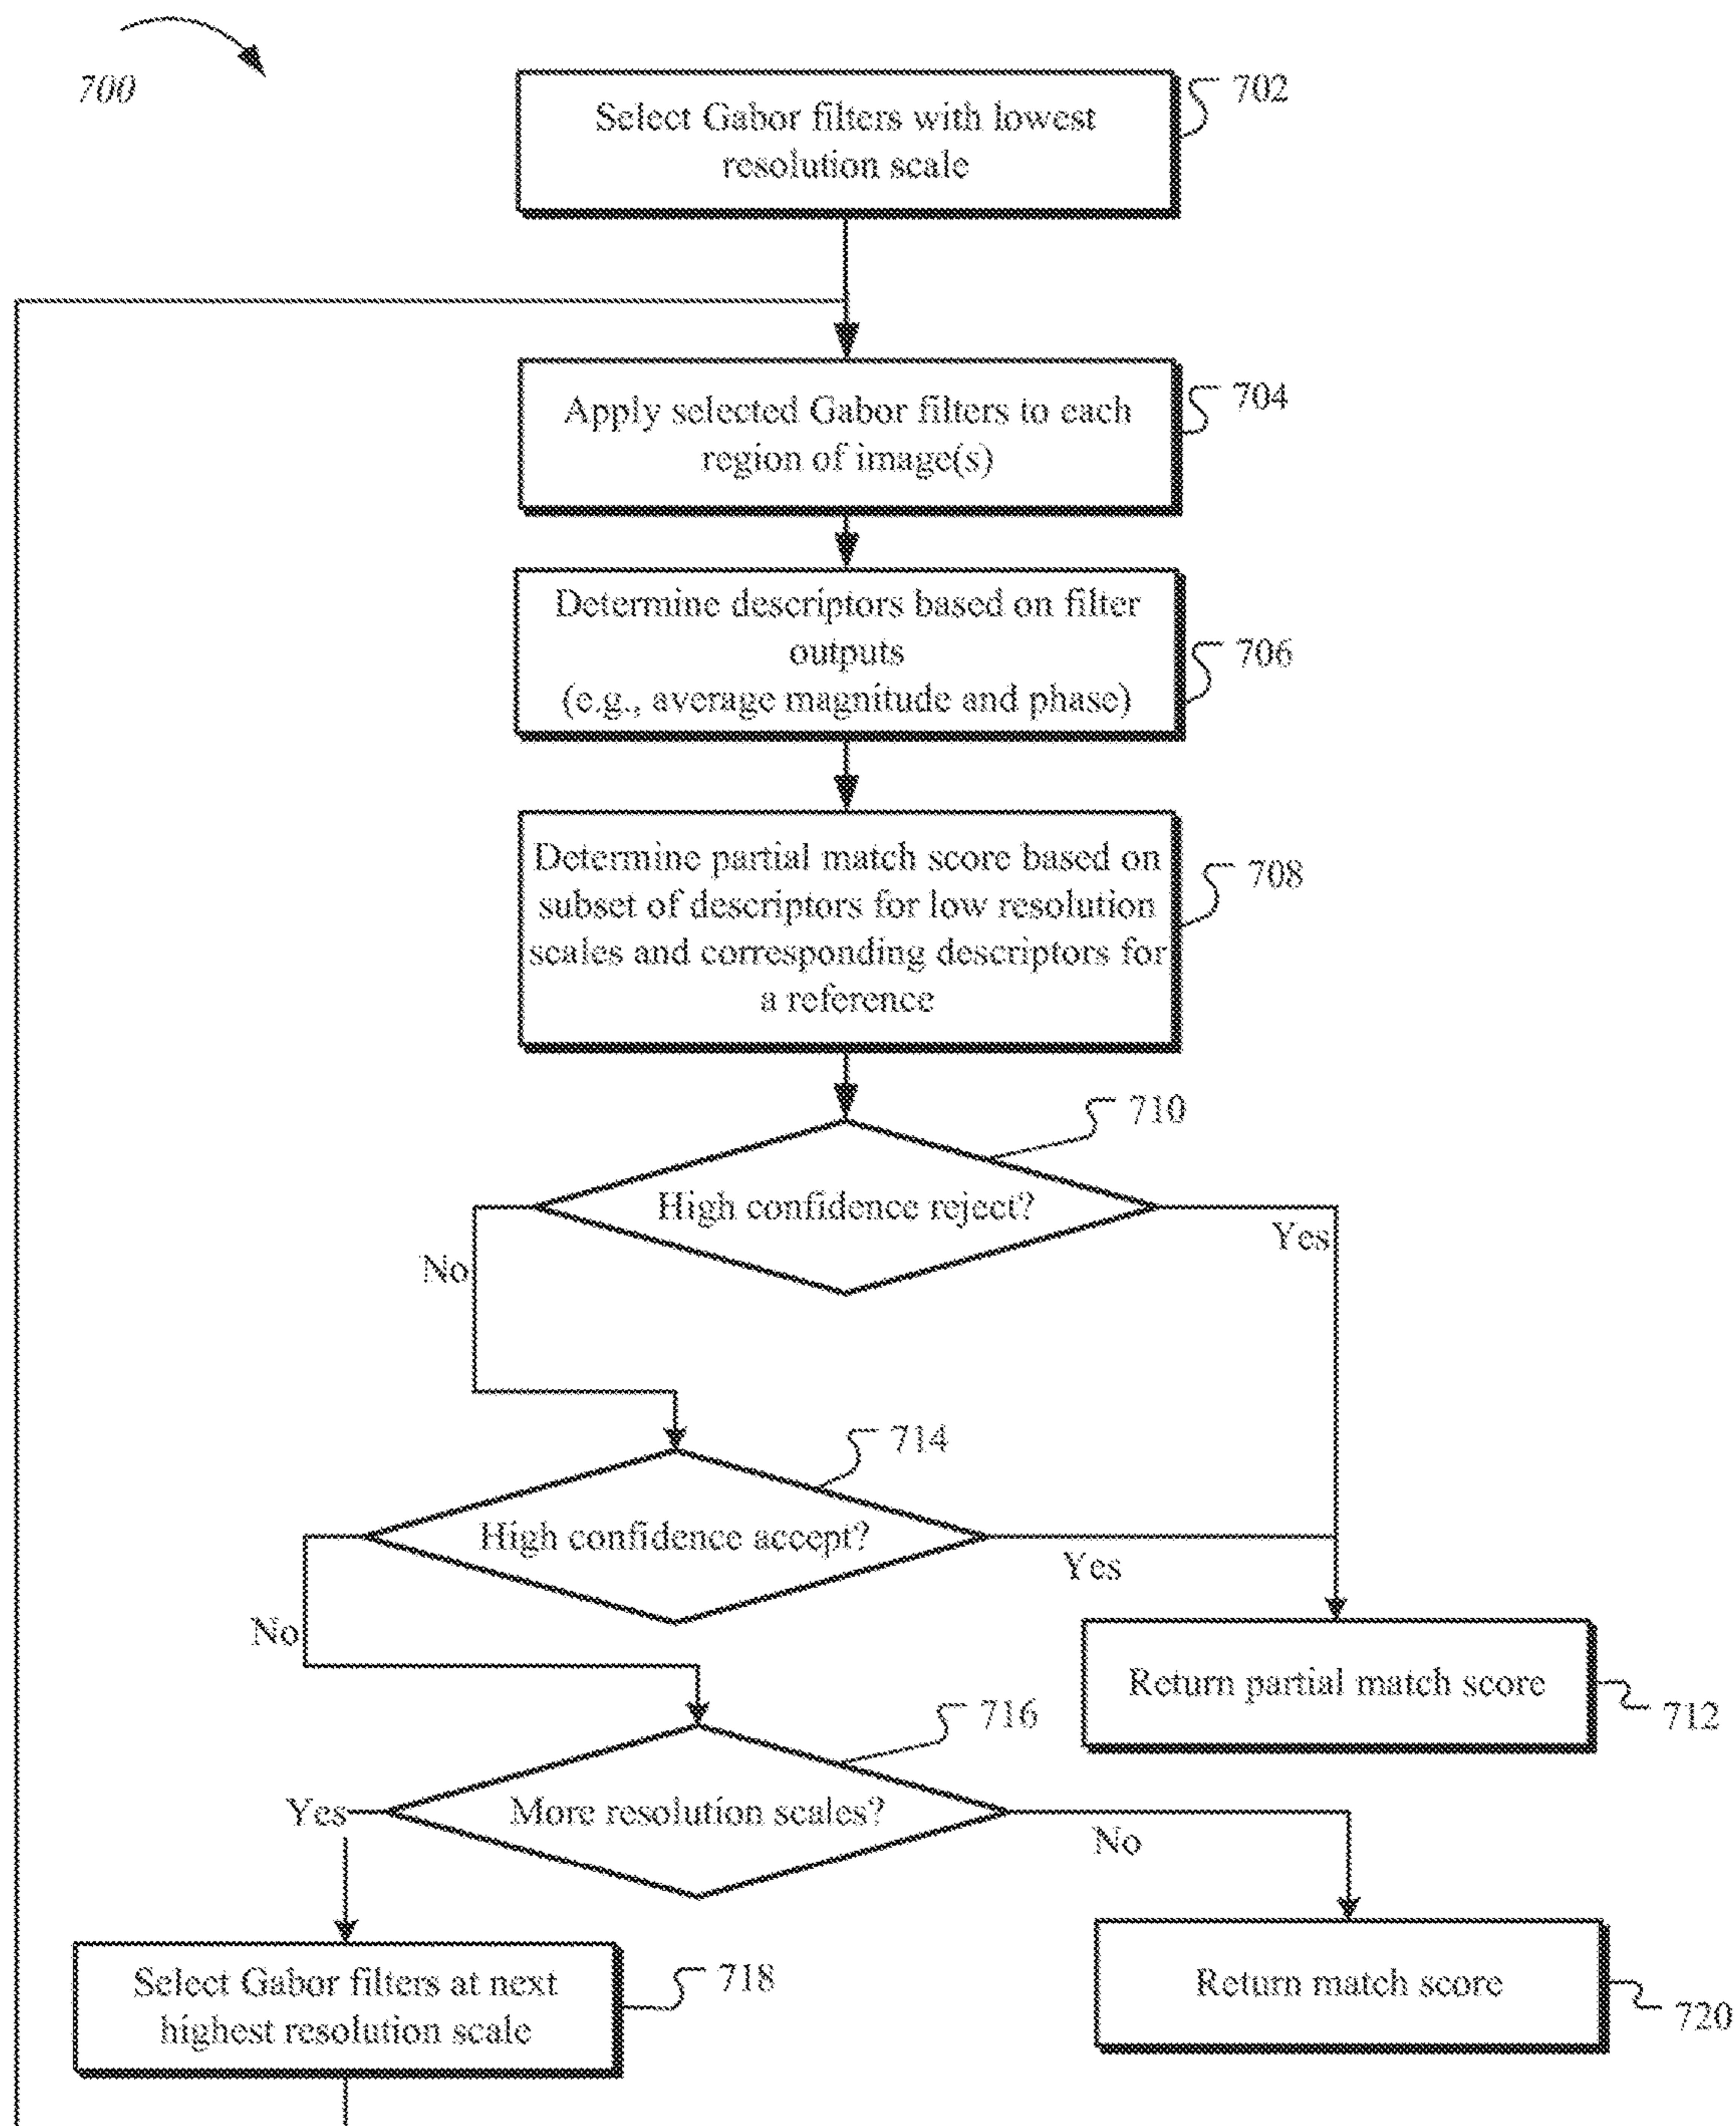 700
702
Select Gabor filters with lowest
resolution scale
704
Apply selected Gabor filters to each
region of image(s)
Determine descriptors based on filter
outputs
(e.g., average magnitude and phase)
706
Determine partial match score based on
subset of descriptors for low resolution
scales and corresponding descriptors for
a reference
708
710
High confidence reject?
Yes
No
714
High confidence accept?
Yes
No
Return partial match score
712
716
More resolution scales?
Yes
No
Select Gabor filters at next
highest resolution scale
718
Return match score
720